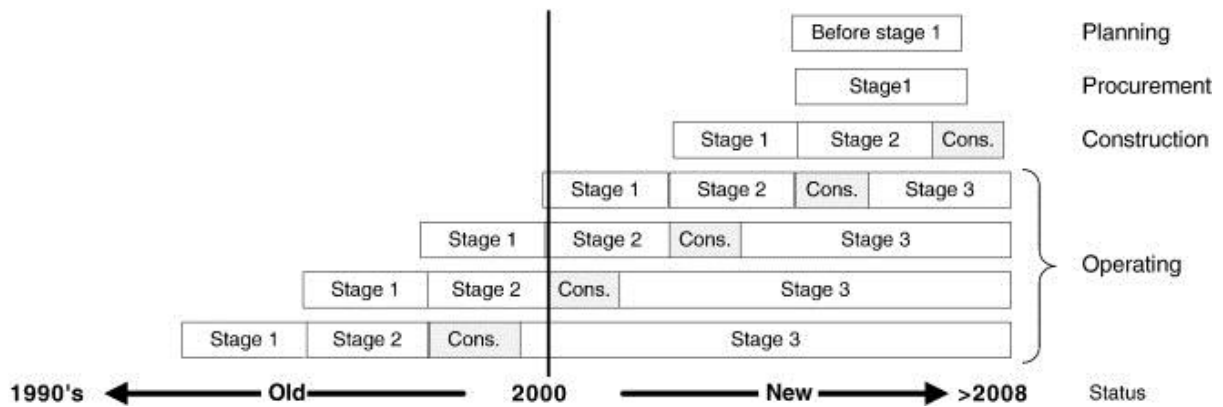 Before stage 1 Planning
Stage1 Procurement
Stage 1 Stage 2 Cons. Construction
Stage 1 Stage 2 Cons. Stage 3
Stage 1 Stage 2 Cons. Stage 3
Operating
Stage 1 Stage 2 Cons. Stage 3
Stage 1 Stage 2 Cons. Stage 3
1990's Old 2000 New >2008 Status